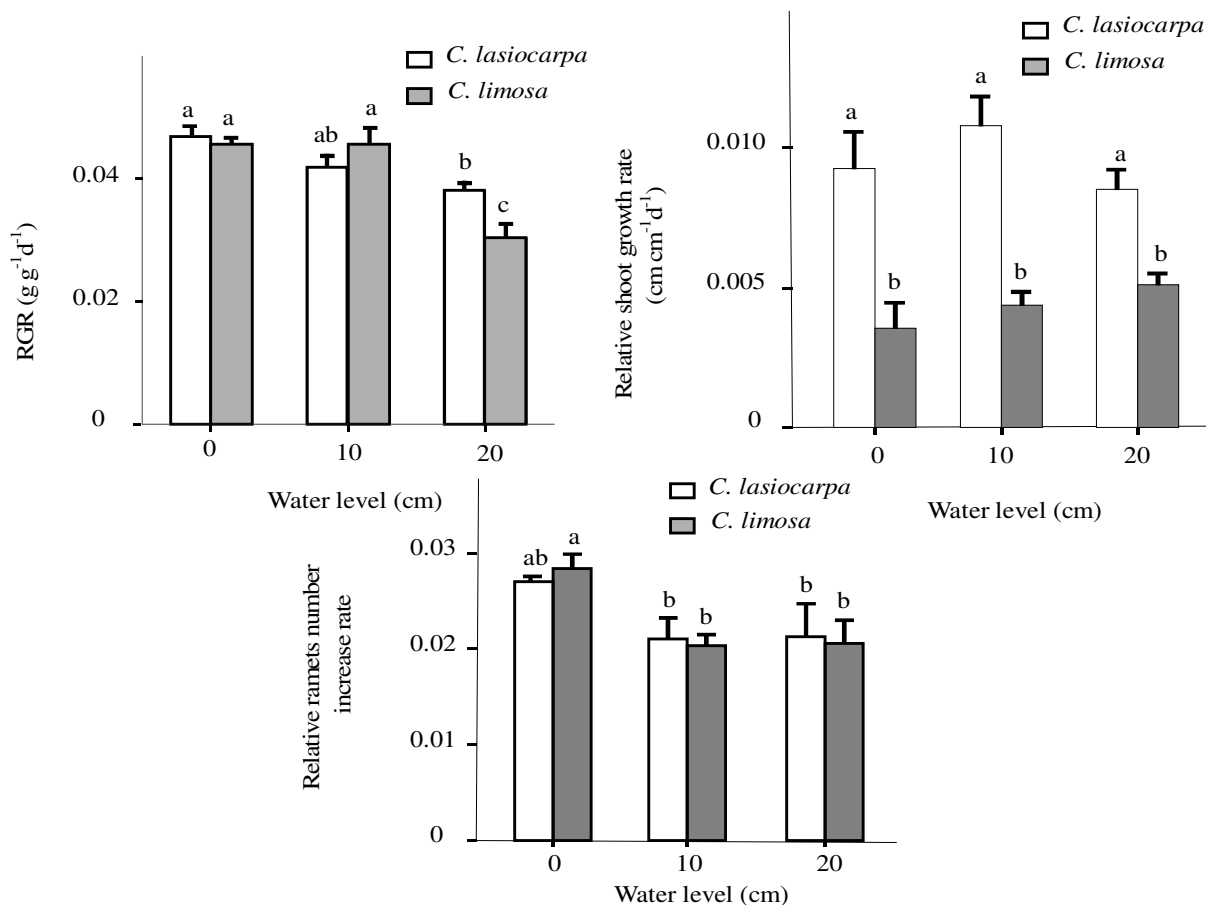 C. lasiocarpa
C. limosa
a
a
ab
a
b
c
0.04
0.02
0
RGR (g g⁻¹d⁻¹)
0
10
20
Water level (cm)
C. lasiocarpa
C. limosa
a
b
a
b
a
b
0.010
0.005
0
Relative shoot growth rate
(cm cm⁻¹d⁻¹)
0
10
20
Water level (cm)
C. lasiocarpa
C. limosa
ab
a
b
b
b
b
0.03
0.02
0.01
0
Relative ramets number
increase rate
0
10
20
Water level (cm)